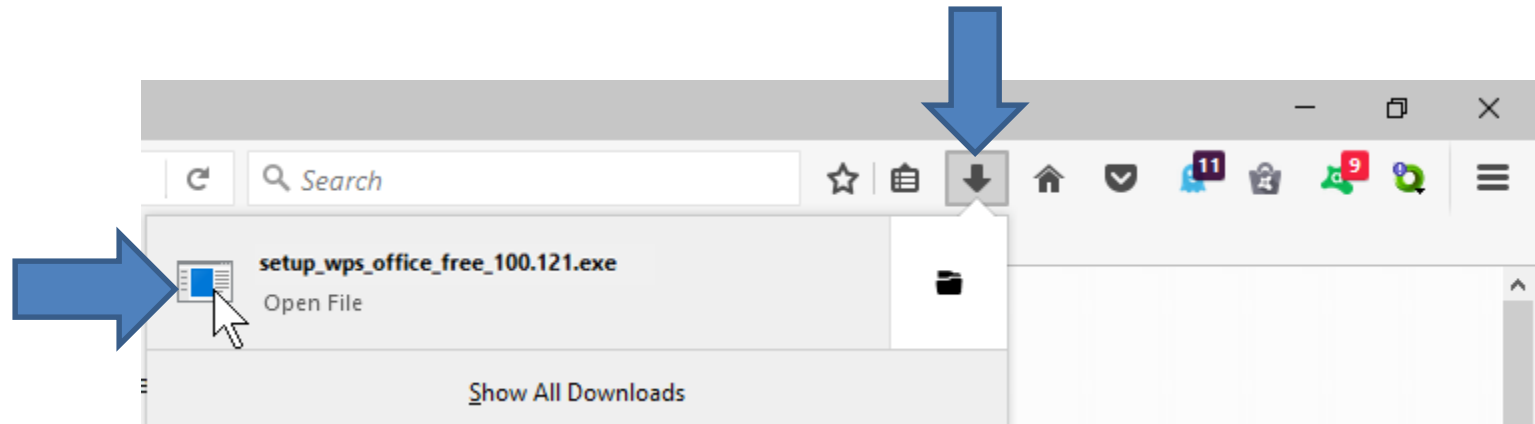 Search
11
9
setup_wps_office_free_100.121.exe
Open File
Show All Downloads